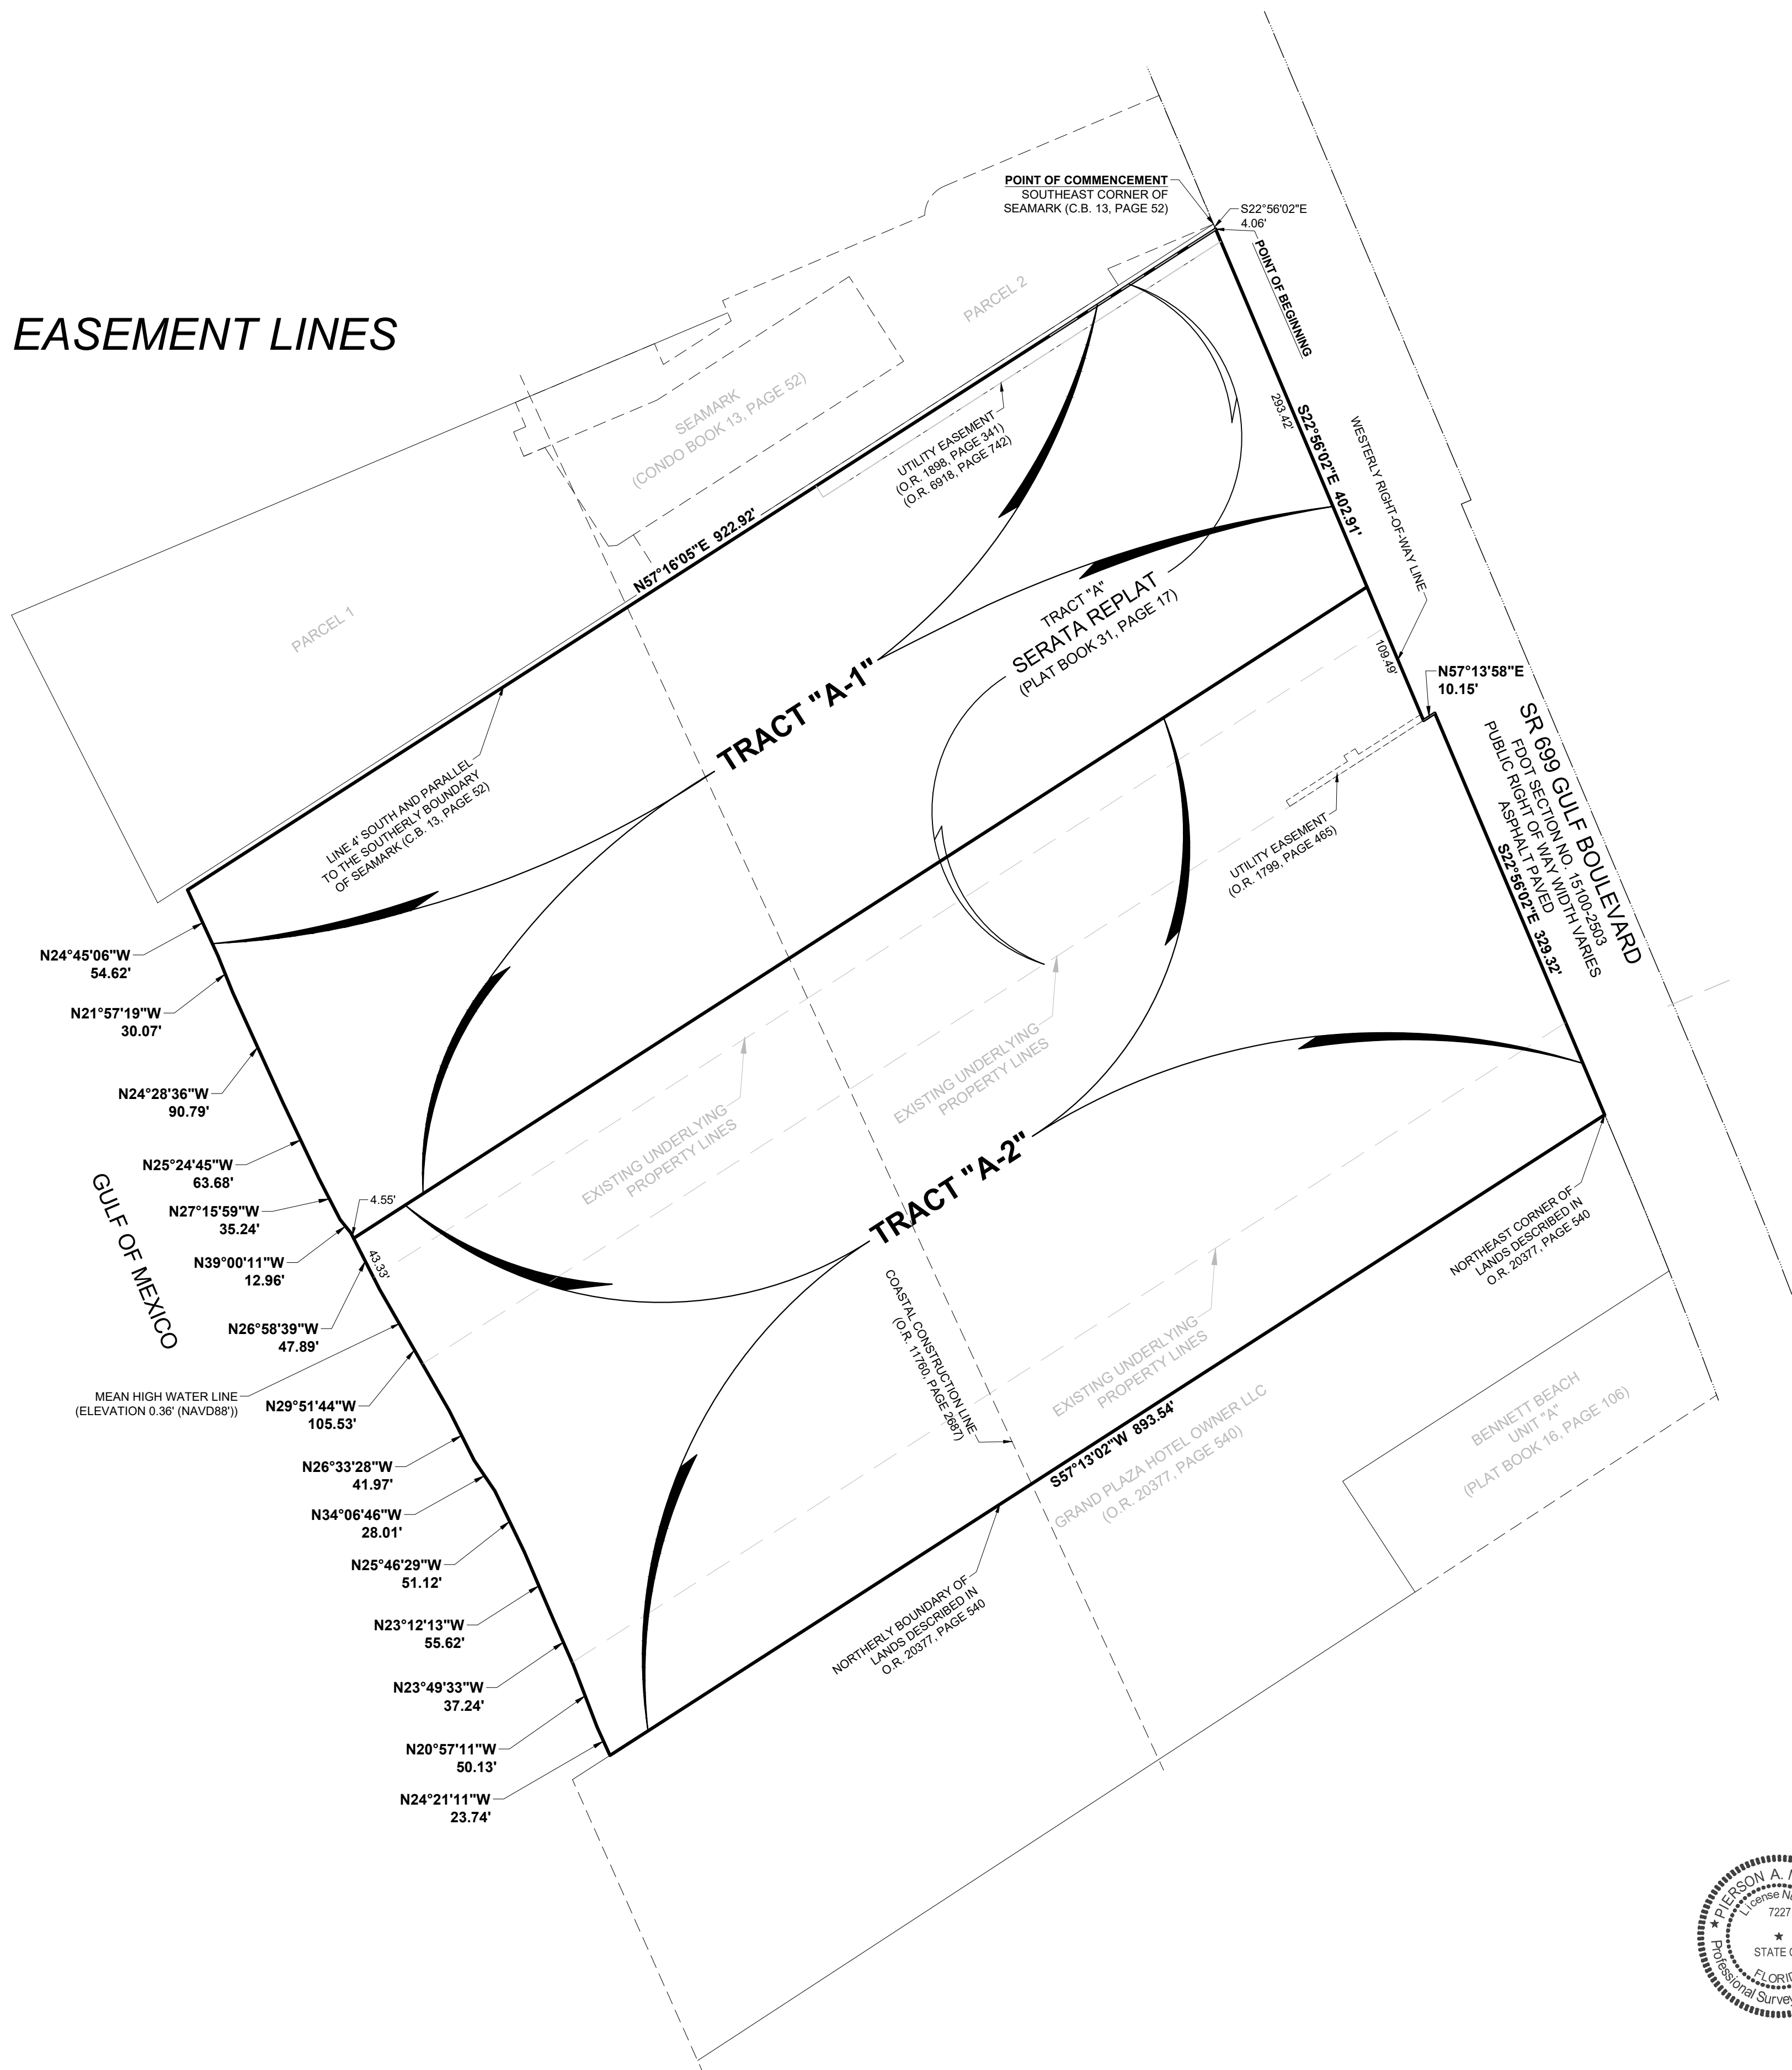 EASEMENT LINES
POINT OF COMMENCEMENT
SOUTHEAST CORNER OF
SEAMARK (C.B. 13, PAGE 52)
S22°56'02"E
4.06'
POINT OF BEGINNING
PARCEL 2
SEAMARK
(CONDO BOOK 13, PAGE 52)
UTILITY EASEMENT
(O.R. 1898, PAGE 341)
(O.R. 6918, PAGE 742)
293.42'
S22°56'02"E 402.91'
WESTERLY RIGHT-OF-WAY LINE
N57°16'05"E 922.92'
PARCEL 1
TRACT "A"
SERATA REPLAT
(PLAT BOOK 31, PAGE 17)
TRACT "A-1"
109.49'
N57°13'58"E
10.15'
SR 699 GULF BOULEVARD
FDOT SECTION NO. 15100-2503
PUBLIC RIGHT OF WAY WIDTH VARIES
ASPHALT PAVED
S22°56'02"E 329.32'
LINE 4' SOUTH AND PARALLEL
TO THE SOUTHERLY BOUNDARY
OF SEAMARK (C.B. 13, PAGE 52)
UTILITY EASEMENT
(O.R. 1799, PAGE 465)
N24°45'06"W
54.62'
N21°57'19"W
30.07'
N24°28'36"W
90.79'
N25°24'45"W
63.68'
N27°15'59"W
35.24'
4.55'
N39°00'11"W
12.96'
43.33'
GULF OF MEXICO
N26°58'39"W
47.89'
MEAN HIGH WATER LINE
(ELEVATION 0.36' (NAVD88'))
N29°51'44"W
105.53'
N26°33'28"W
41.97'
N34°06'46"W
28.01'
N25°46'29"W
51.12'
N23°12'13"W
55.62'
N23°49'33"W
37.24'
N20°57'11"W
50.13'
N24°21'11"W
23.74'
EXISTING UNDERLYING
PROPERTY LINES
EXISTING UNDERLYING
PROPERTY LINES
TRACT "A-2"
COASTAL CONSTRUCTION LINE
(O.R. 11760, PAGE 2687)
EXISTING UNDERLYING
PROPERTY LINES
NORTHEAST CORNER OF
LANDS DESCRIBED IN
O.R. 20377, PAGE 540
S57°13'02"W 893.54'
GRAND PLAZA HOTEL OWNER LLC
(O.R. 20377, PAGE 540)
NORTHERLY BOUNDARY OF
LANDS DESCRIBED IN
O.R. 20377, PAGE 540
BENNETT BEACH
UNIT "A"
(PLAT BOOK 16, PAGE 106)
PIERSON A.
License
7227
STATE
Professional